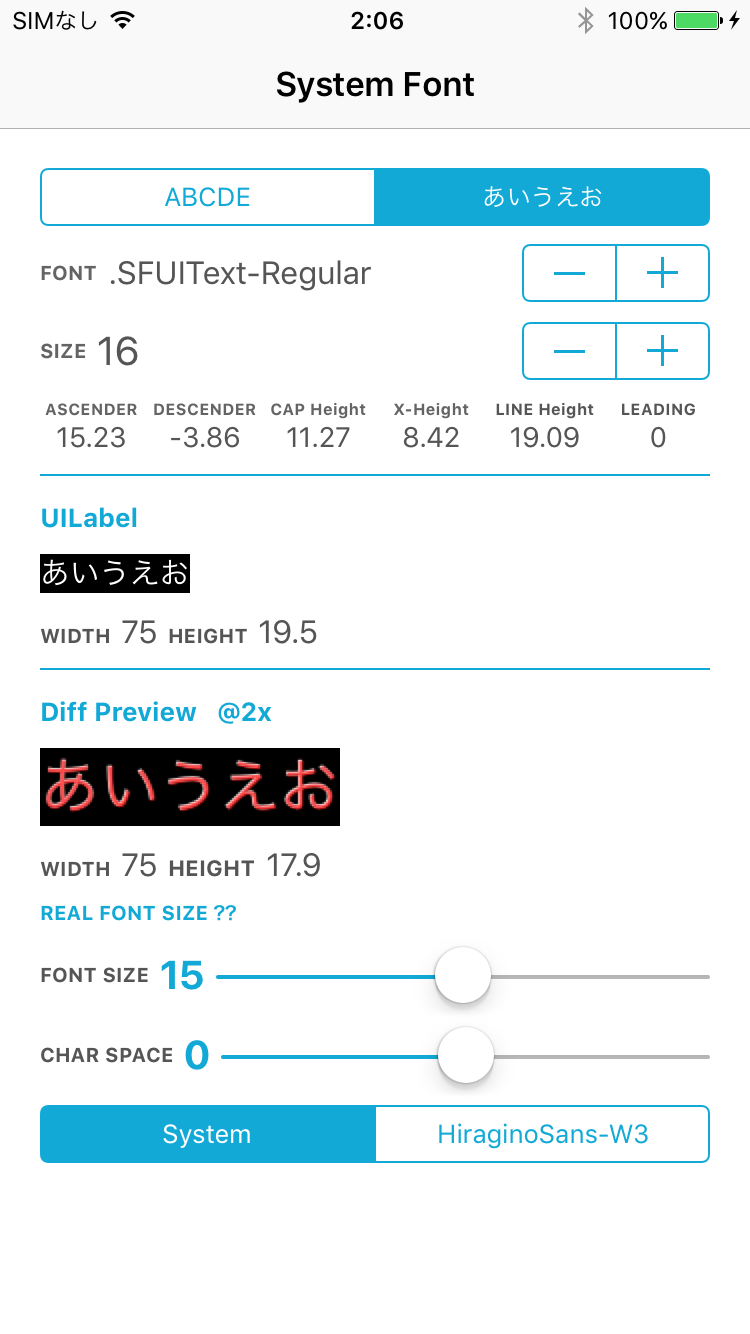 SIMなし 2:06 100%
System Font
ABCDE あいうえお
FONT .SFUIText-Regular
SIZE 16
ASCENDER DESCENDER CAP Height X-Height LINE Height LEADING
15.23 -3.86 11.27 8.42 19.09 0
UILabel
あいうえお
WIDTH 75 HEIGHT 19.5
Diff Preview @2x
あいうえお
WIDTH 75 HEIGHT 17.9
REAL FONT SIZE ??
FONT SIZE 15
CHAR SPACE 0
System HiraginoSans-W3